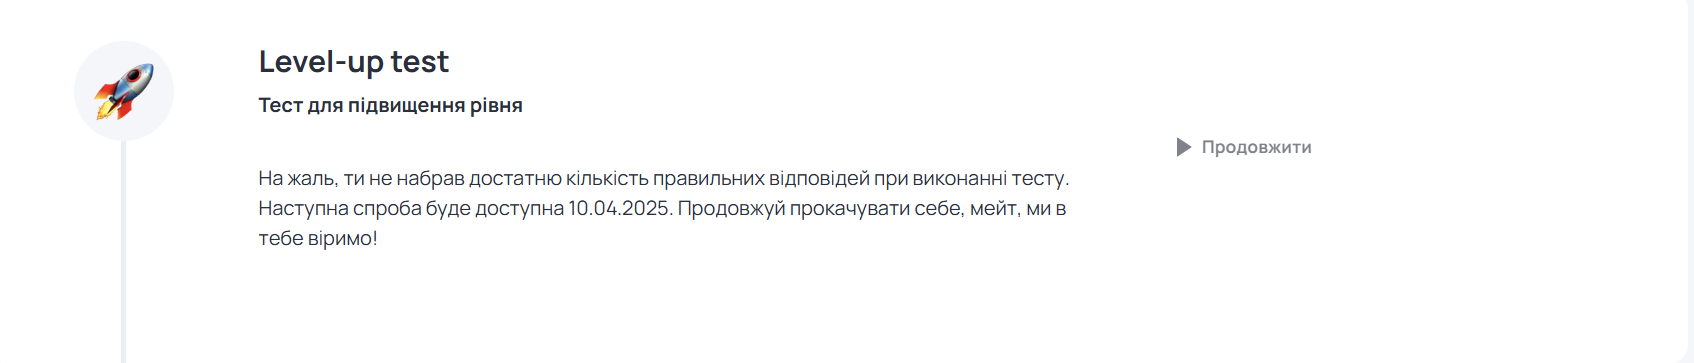 Level-up test
Тест для підвищення рівня
Продовжити
На жаль, ти не набрав достатню кількість правильних відповідей при виконанні тесту.
Наступна спроба буде доступна 10.04.2025. Продовжуй прокачувати себе, мейт, ми в
тебе віримо!